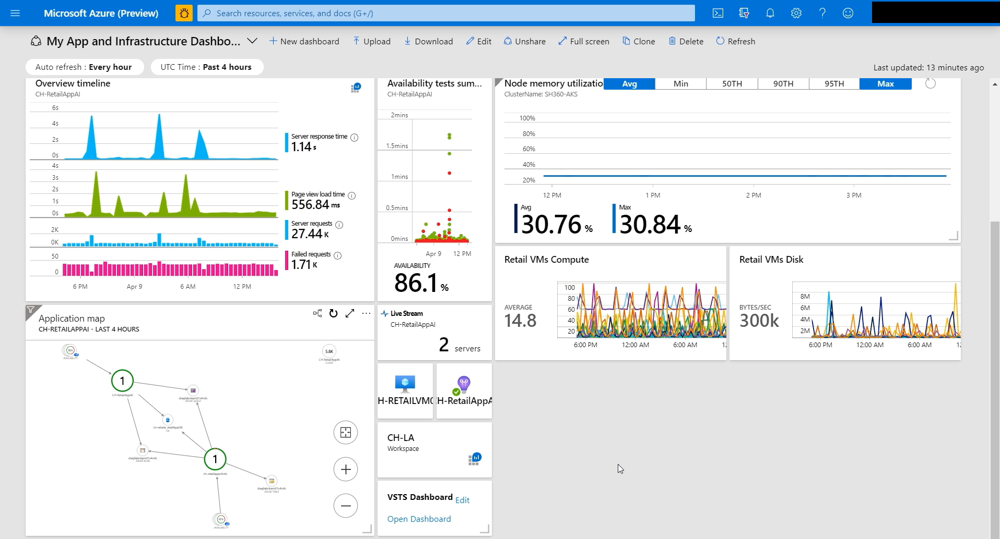 Microsoft Azure (Preview)
Search resources, services, and docs (G+/)
My App and Infrastructure Dashbo...
New dashboard
Upload
Download
Edit
Unshare
Full screen
Clone
Delete
Refresh
Auto refresh : Every hour
UTC Time : Past 4 hours
Last updated: 13 minutes ago
Overview timeline
CH-RetailAppAI
6s
4s
2s
0s
Server response time
1.14 s
4s
3s
2s
1s
0s
Page view load time
556.84 ms
2K
0K
Server requests
27.44 K
50
0
Failed requests
1.71 K
6 PM
Apr 9
6 AM
12 PM
Availability tests sum...
CH-RetailAppAI
2mins
1.5mins
1mins
0.5mins
0mins
Apr 9
12 PM
AVAILABILITY
86.1 %
Node memory utilizatio
Avg
Min
50TH
90TH
95TH
Max
ClusterName: SH360-AKS
100%
80%
60%
40%
20%
12 PM
1 PM
2 PM
3 PM
Avg
30.76 %
Max
30.84 %
Retail VMs Compute
AVERAGE
14.8
100
80
60
40
20
6:00 PM
12:00 AM
6:00 AM
12
Retail VMs Disk
BYTES/SEC
300k
8M
6M
4M
2M
6:00 PM
12:00 AM
6:00 AM
12
Application map
CH-RETAILAPPAI - LAST 4 HOURS
50%
AVAILABILITY
5.8K
CH-RetailAppAI
CLIENT
1
CH-RetailAppAI
AZURE QUEUE
SQL
AZURE BLOB
1
AZURE TABLE
67%
AVAILABILITY
Live Stream
CH-RetailAppAI
2 servers
H-RETAILVM0
H-RetailAppA
CH-LA
Workspace
VSTS Dashboard
Edit
Open Dashboard